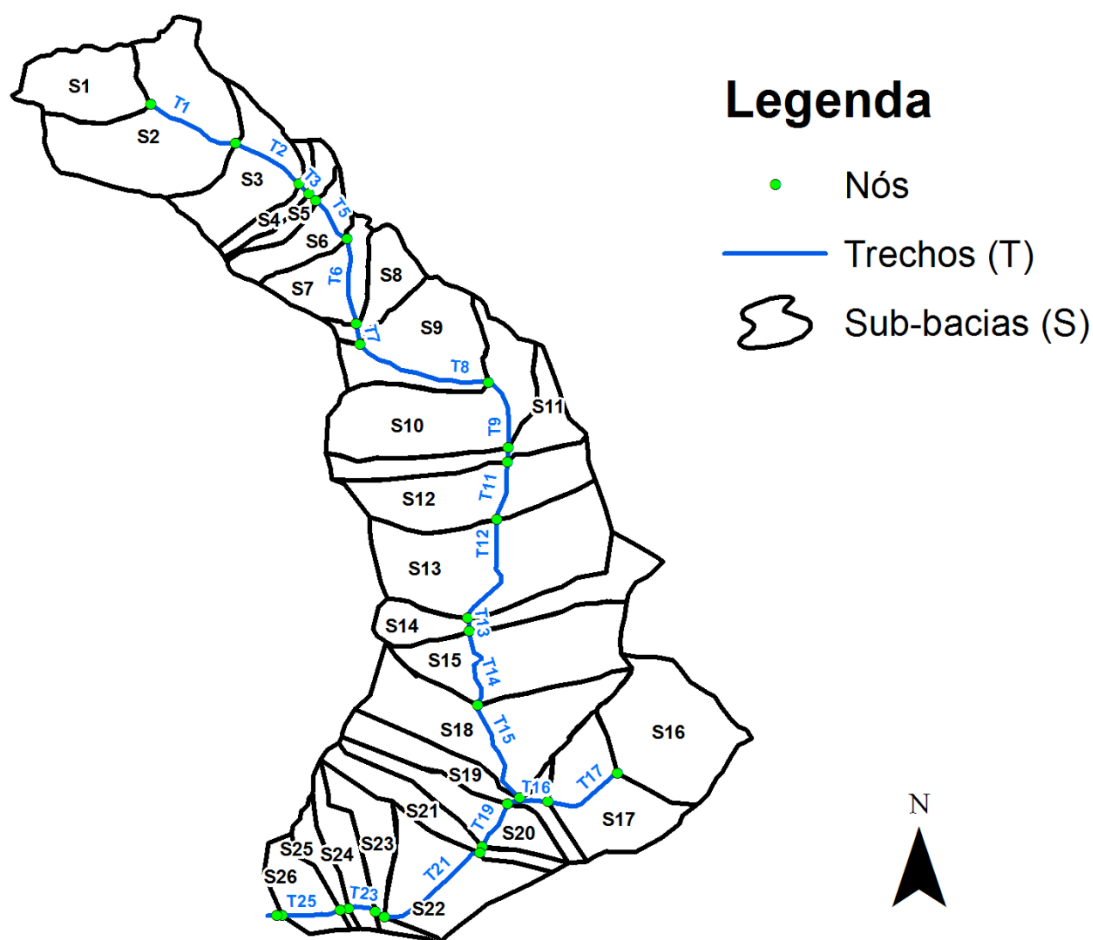 S1
T1
S2
T2
S3
T3
S4
S5
T5
S6
T6
S7
S8
T7
S9
T8
S10
T9
S11
T11
S12
T12
S13
S14
T13
S15
T14
S18
T15
S16
S19
T16
T17
S17
S21
T19
S20
S23
S25
S24
T21
S26
T25
T23
S22
Legenda
Nós
Trechos (T)
Sub-bacias (S)
N